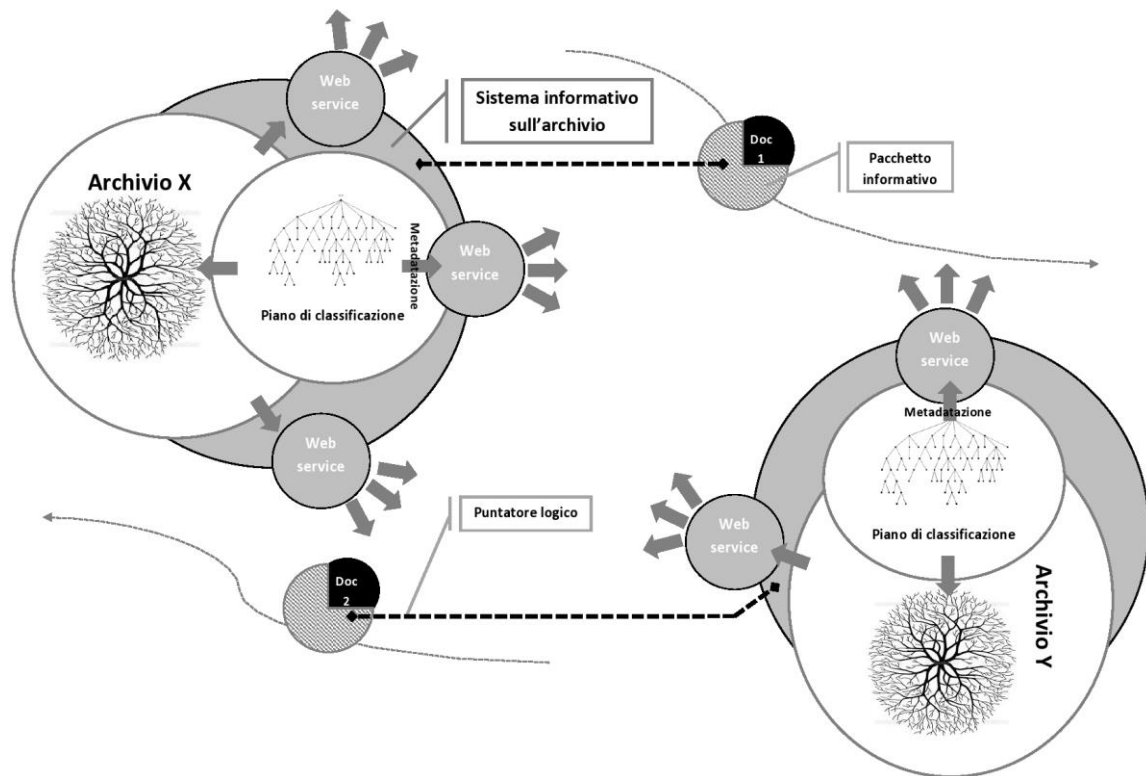 Web
service
Sistema informativo
sull'archivio
Doc
1
Pacchetto
informativo
Archivio X
Metadatazione
Web
service
Piano di classificazione
Web
service
Web
service
Metadatazione
Puntatore logico
Web
service
Piano di classificazione
Doc
2
Archivio Y